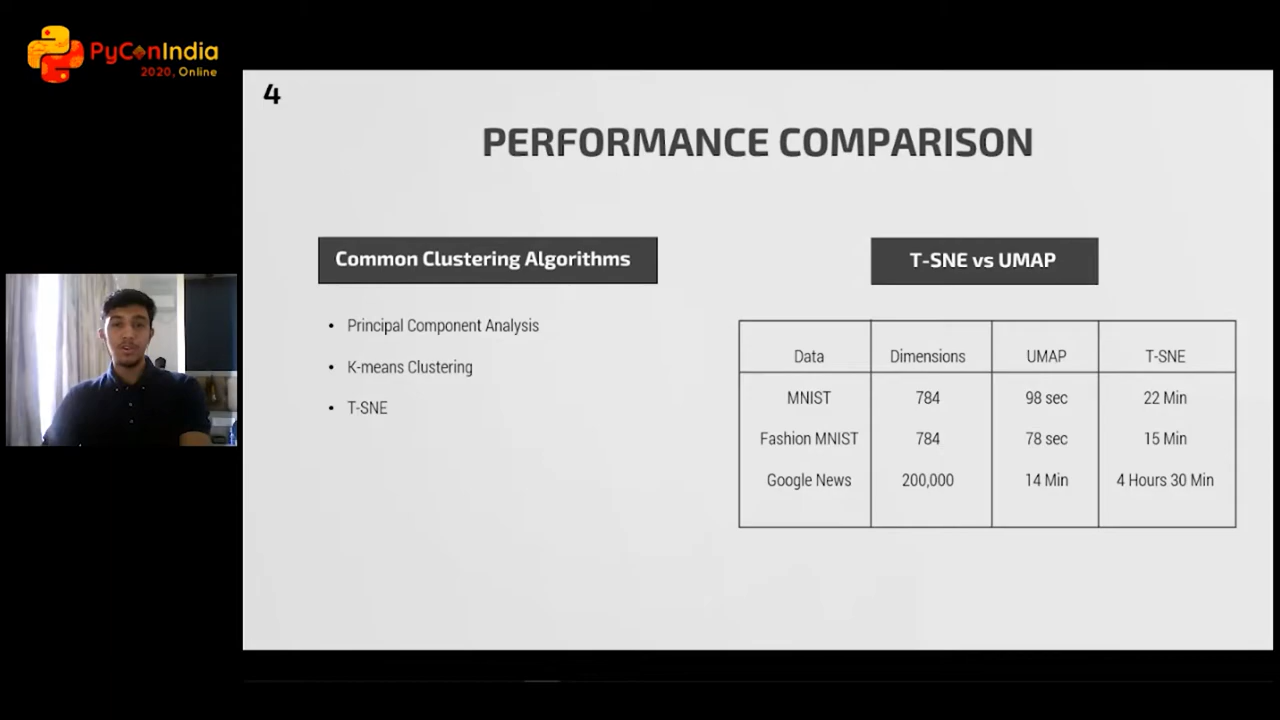 PyConIndia
2020, Online
4
PERFORMANCE COMPARISON
Common Clustering Algorithms
• Principal Component Analysis
• K-means Clustering
• T-SNE
T-SNE vs UMAP
Data Dimensions UMAP T-SNE
MNIST 784 98 sec 22 Min
Fashion MNIST 784 78 sec 15 Min
Google News 200,000 14 Min 4 Hours 30 Min